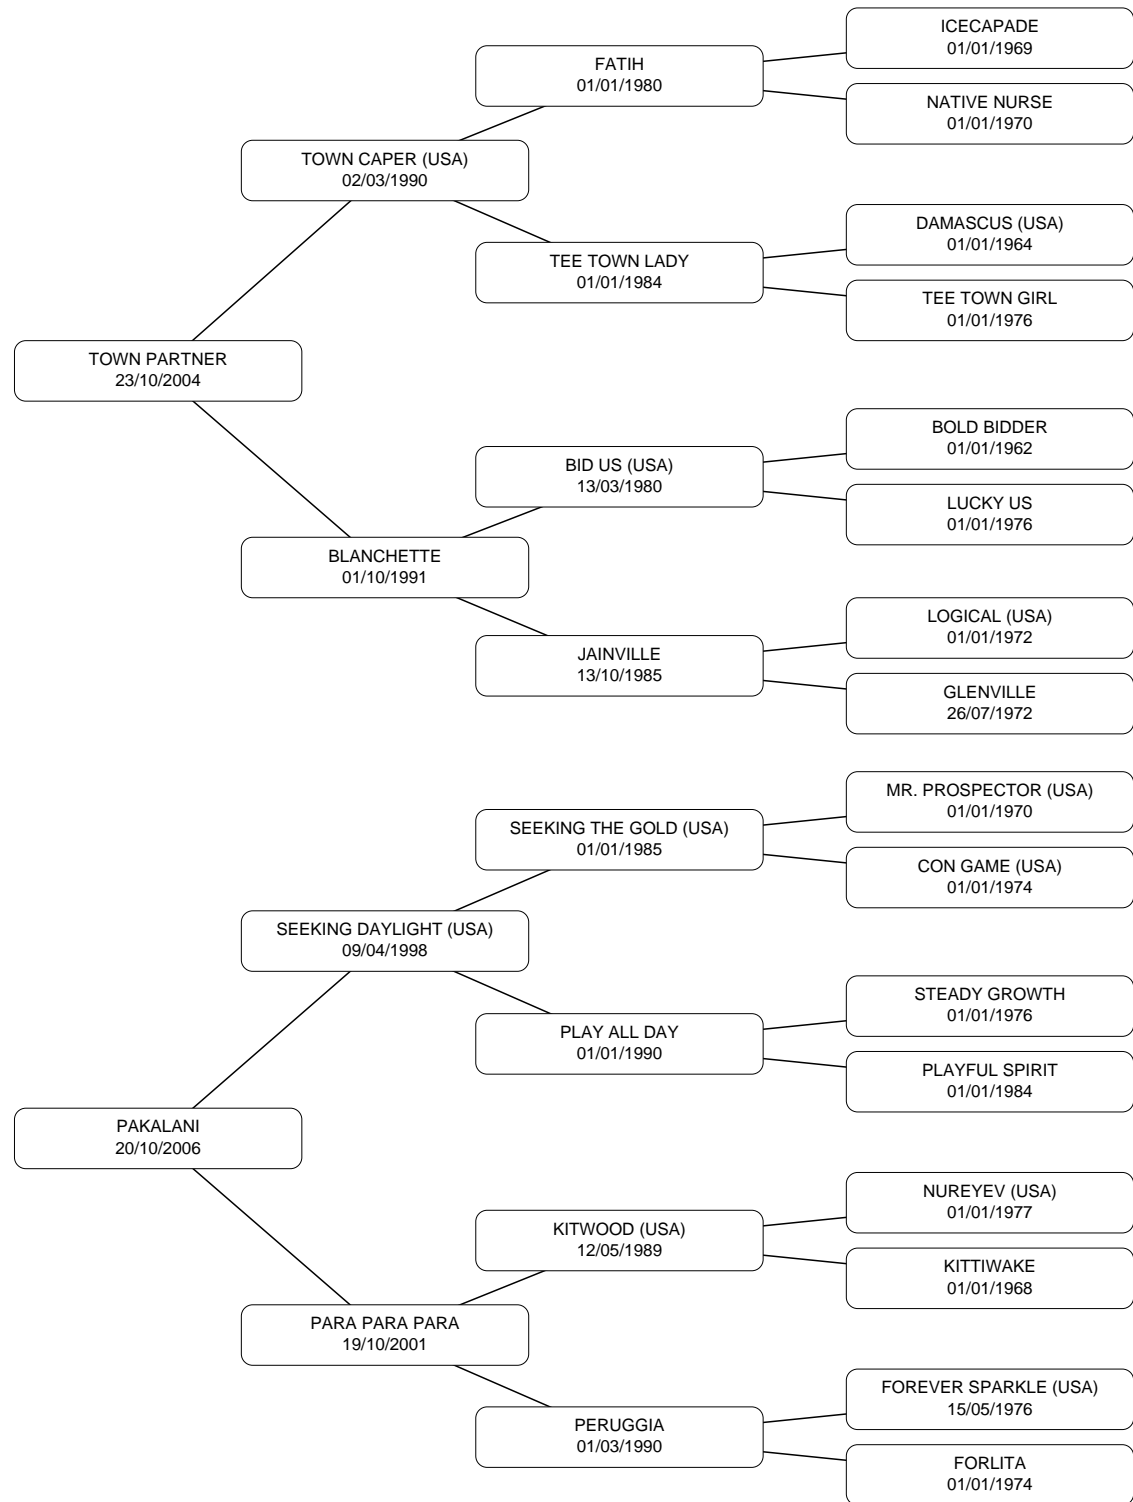 ICECAPADE
01/01/1969
FATIH
01/01/1980
NATIVE NURSE
01/01/1970
TOWN CAPER (USA)
02/03/1990
DAMASCUS (USA)
01/01/1964
TEE TOWN LADY
01/01/1984
TEE TOWN GIRL
01/01/1976
TOWN PARTNER
23/10/2004
BOLD BIDDER
01/01/1962
BID US (USA)
13/03/1980
LUCKY US
01/01/1976
BLANCHETTE
01/10/1991
LOGICAL (USA)
01/01/1972
JAINVILLE
13/10/1985
GLENVILLE
26/07/1972
MR. PROSPECTOR (USA)
01/01/1970
SEEKING THE GOLD (USA)
01/01/1985
CON GAME (USA)
01/01/1974
SEEKING DAYLIGHT (USA)
09/04/1998
STEADY GROWTH
01/01/1976
PLAY ALL DAY
01/01/1990
PLAYFUL SPIRIT
01/01/1984
PAKALANI
20/10/2006
NUREYEV (USA)
01/01/1977
KITWOOD (USA)
12/05/1989
KITTIWAKE
01/01/1968
PARA PARA PARA
19/10/2001
FOREVER SPARKLE (USA)
15/05/1976
PERUGGIA
01/03/1990
FORLITA
01/01/1974